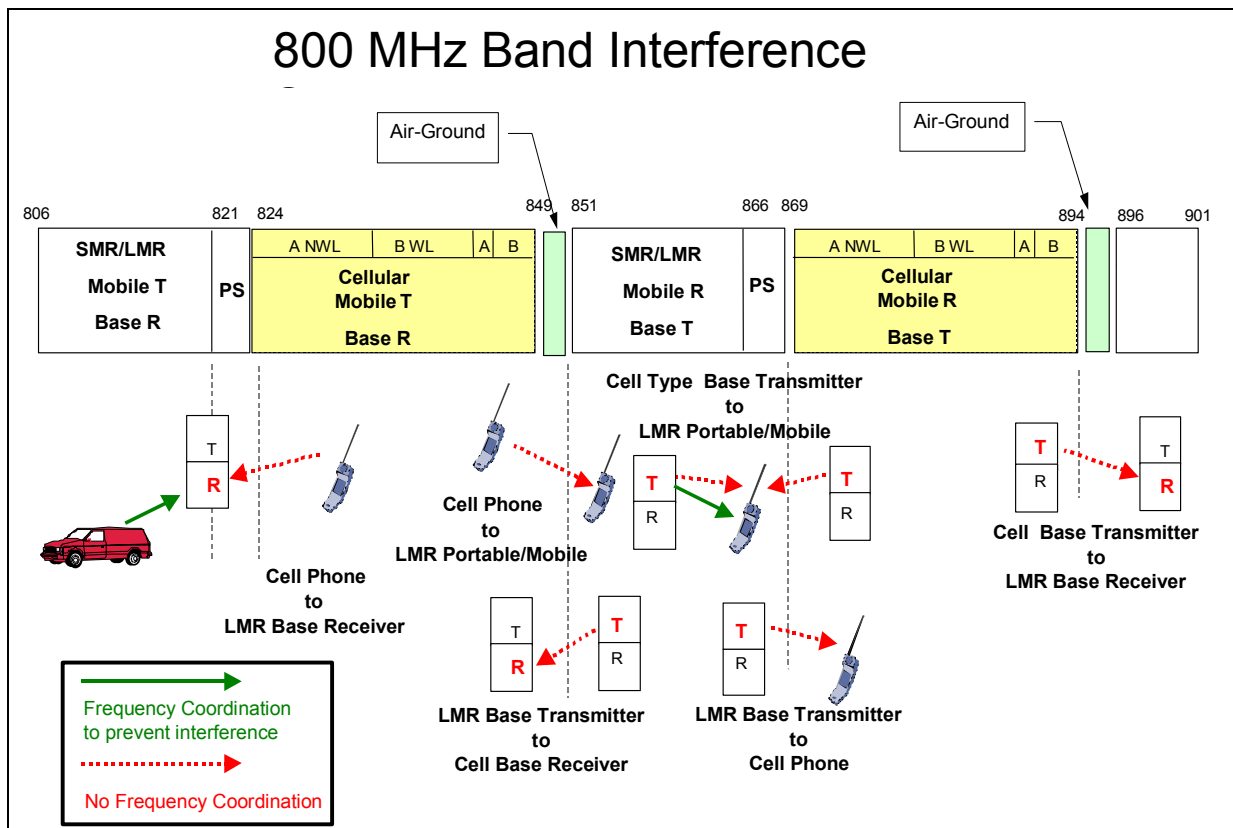 800 MHz Band Interference
Air-Ground
Air-Ground
806
821
824
849
851
866
869
894
896
901
SMR/LMR
Mobile T
Base R
PS
A NWL
B WL
A
B
Cellular
Mobile T
Base R
SMR/LMR
Mobile R
Base T
PS
A NWL
B WL
A
B
Cellular
Mobile R
Base T
T
R
Cell Phone
to
LMR Base Receiver
Cell Phone
to
LMR Portable/Mobile
Cell Type Base Transmitter
to
LMR Portable/Mobile
T
R
T
R
T
R
T
R
Cell Base Transmitter
to
LMR Base Receiver
T
R
T
R
LMR Base Transmitter
to
Cell Base Receiver
T
R
LMR Base Transmitter
to
Cell Phone
Frequency Coordination
to prevent interference
No Frequency Coordination